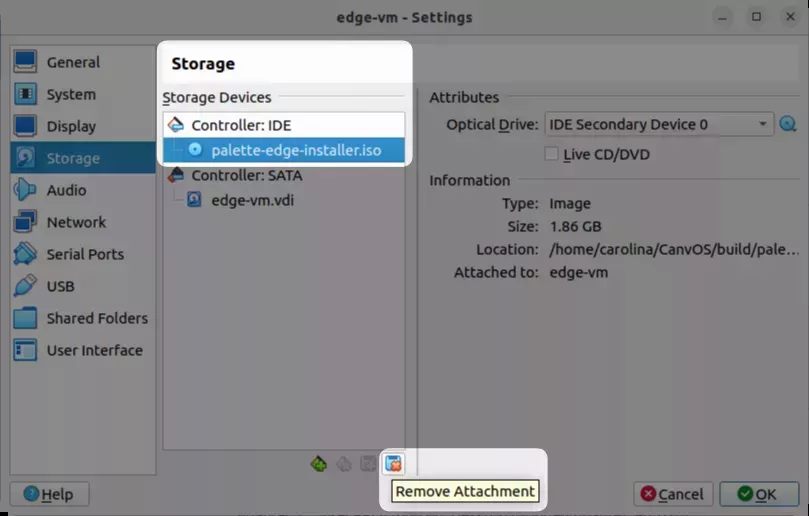 edge-vm - Settings
General
System
Display
Storage
Audio
Network
Serial Ports
USB
Shared Folders
User Interface
Storage
Storage Devices
Controller: IDE
palette-edge-installer.iso
Controller: SATA
edge-vm.vdi
Attributes
Optical Drive: IDE Secondary Device 0
Live CD/DVD
Information
Type: Image
Size: 1.86 GB
Location: /home/carolina/CanvOS/build/pale...
Attached to: edge-vm
Remove Attachment
Help
Cancel
OK